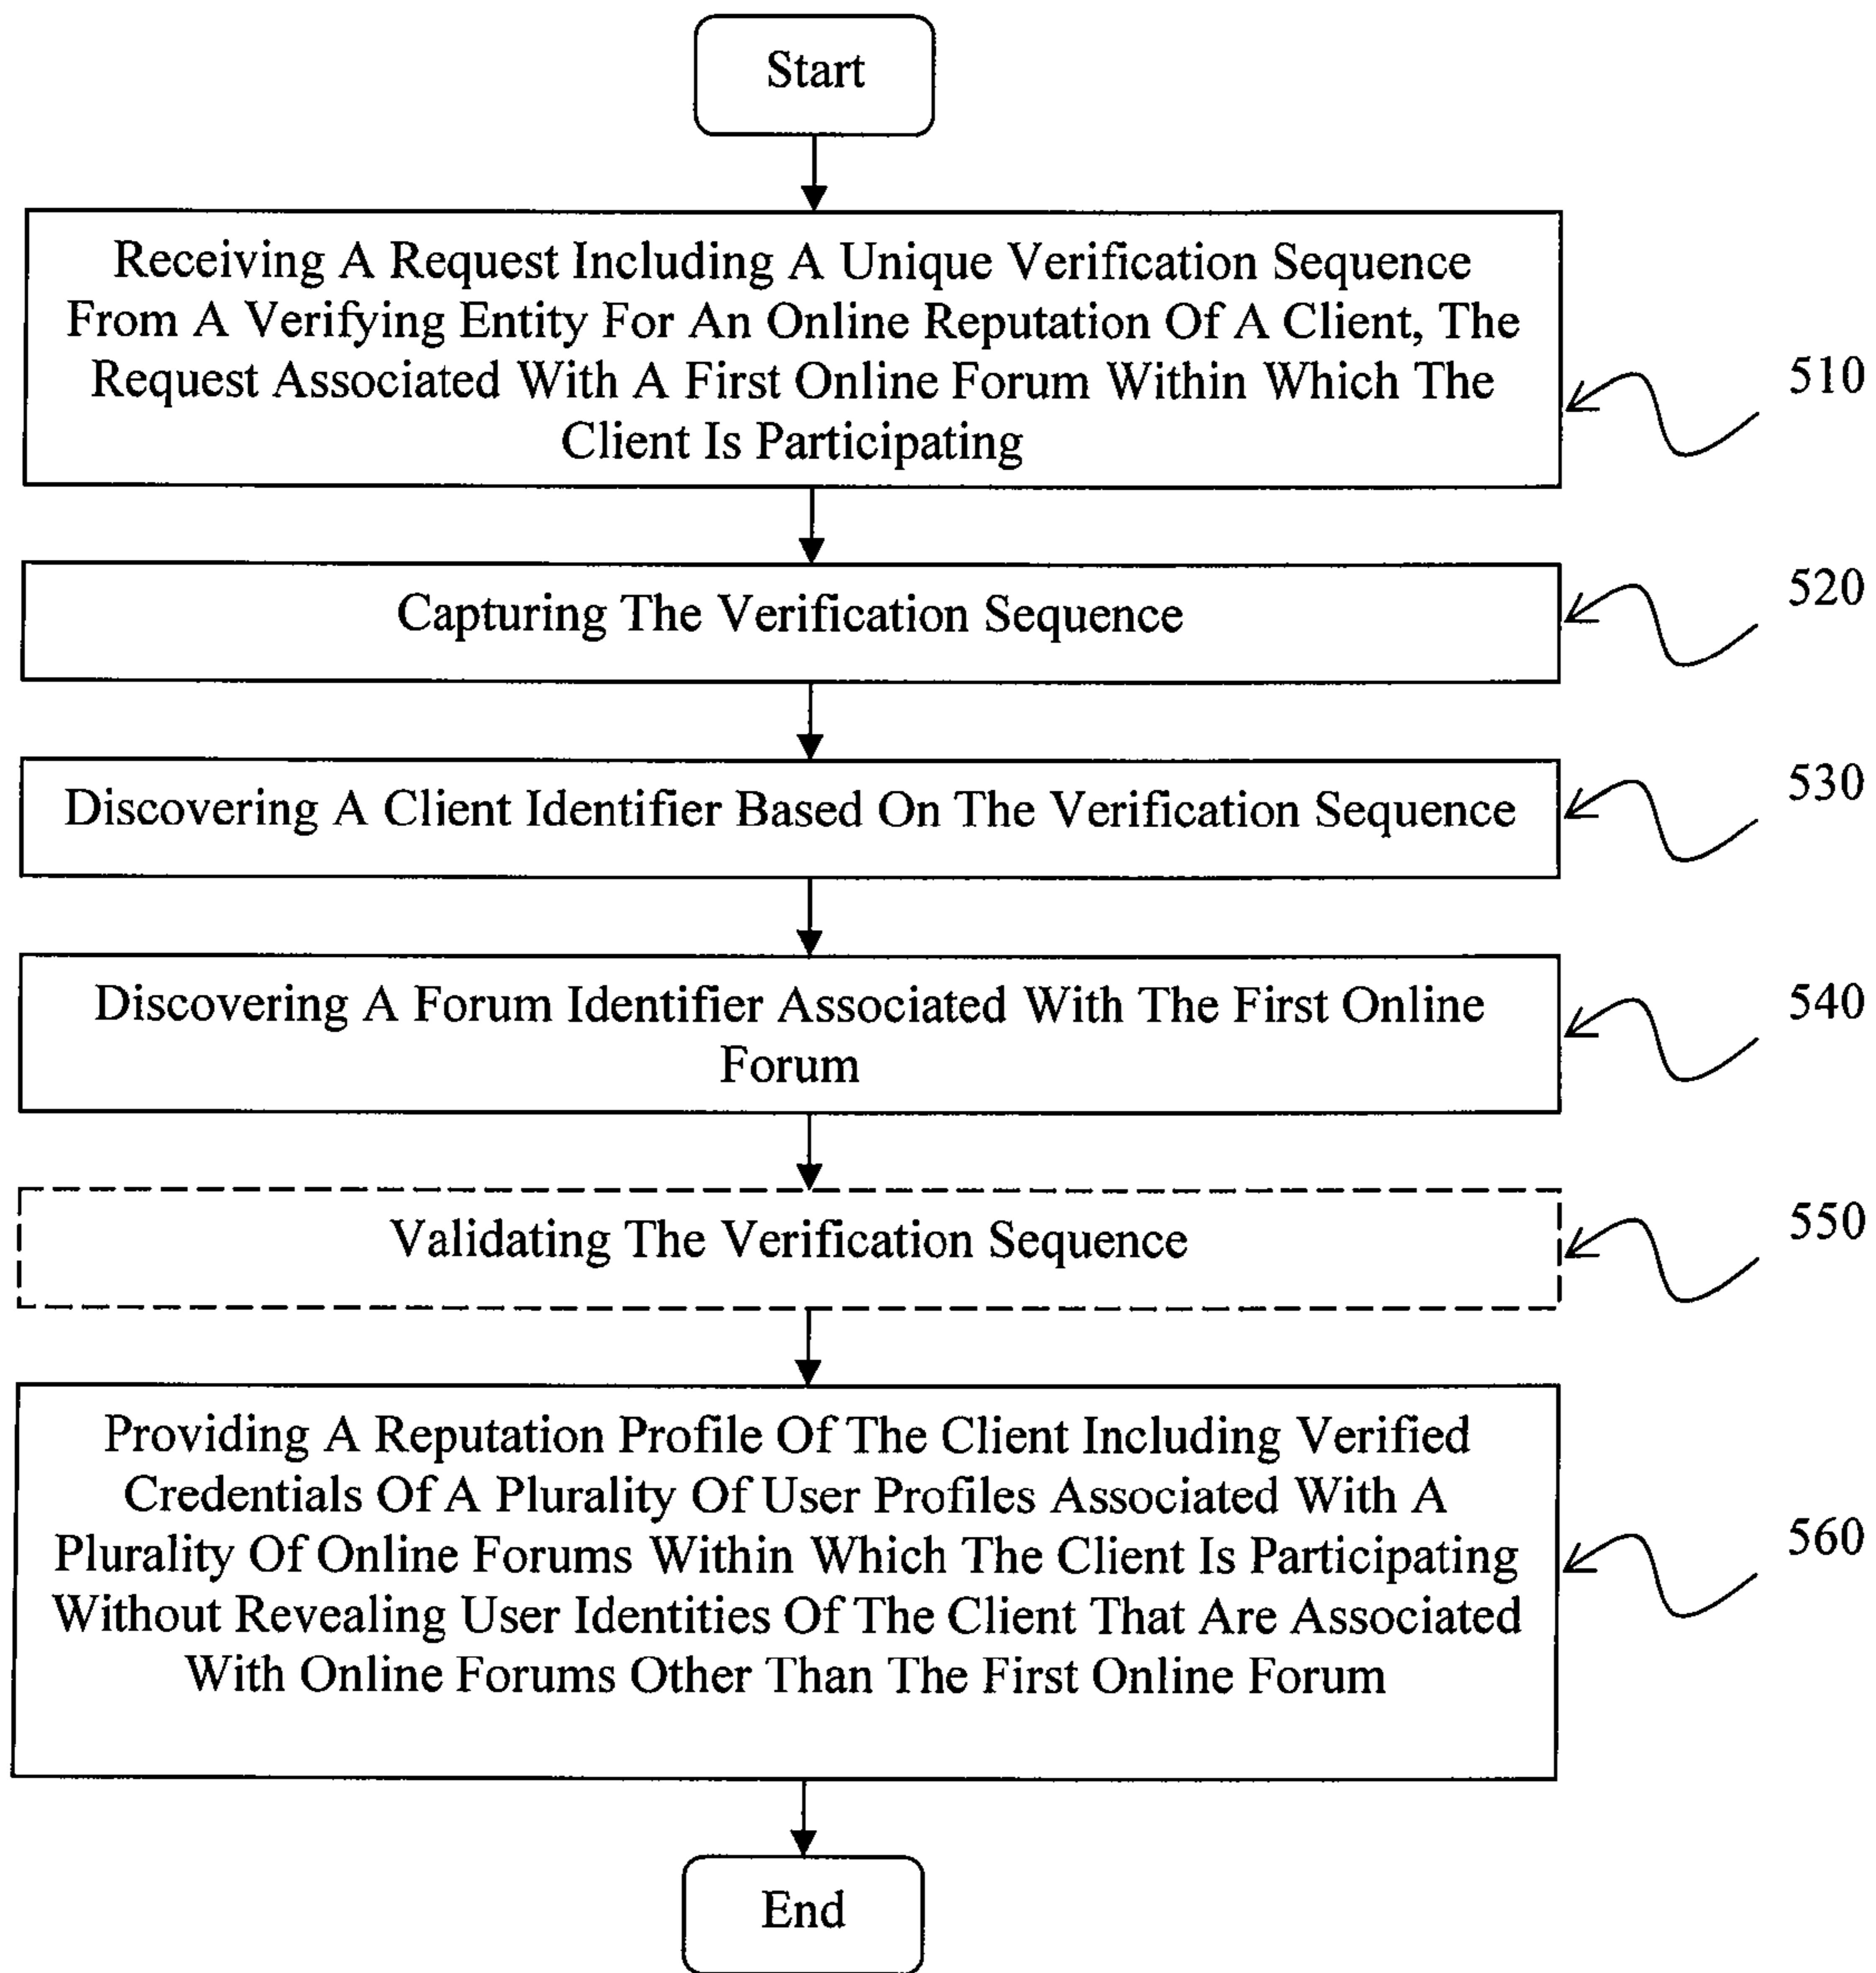 Start
Receiving A Request Including A Unique Verification Sequence
From A Verifying Entity For An Online Reputation Of A Client, The
Request Associated With A First Online Forum Within Which The
Client Is Participating
510
Capturing The Verification Sequence
520
Discovering A Client Identifier Based On The Verification Sequence
530
Discovering A Forum Identifier Associated With The First Online
Forum
540
Validating The Verification Sequence
550
Providing A Reputation Profile Of The Client Including Verified
Credentials Of A Plurality Of User Profiles Associated With A
Plurality Of Online Forums Within Which The Client Is Participating
Without Revealing User Identities Of The Client That Are Associated
With Online Forums Other Than The First Online Forum
560
End